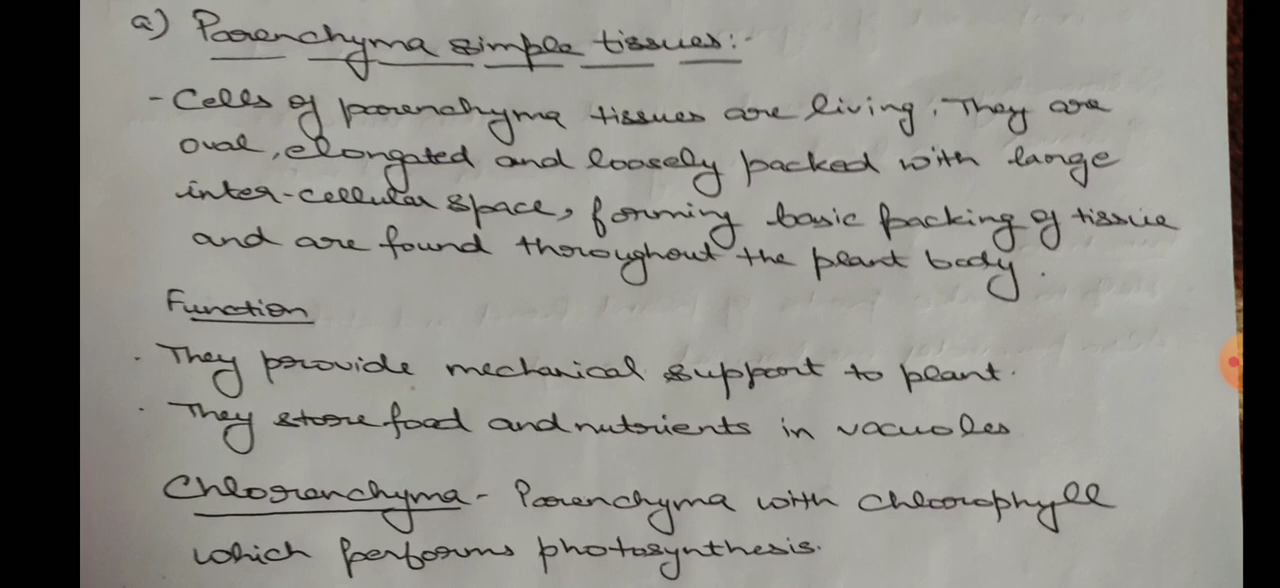 a) Parenchyma simple tissues:-
- Cells of parenchyma tissues are living. They are
oval, elongated and loosely packed with large
inter-cellular space, forming basic packing of tissue
and are found thoroughout the plant body.
Function
. They provide mechanical support to plant.
. They store food and nutrients in vacuoles
Chlorenchyma - Parenchyma with chlorophyll
which performs photosynthesis.